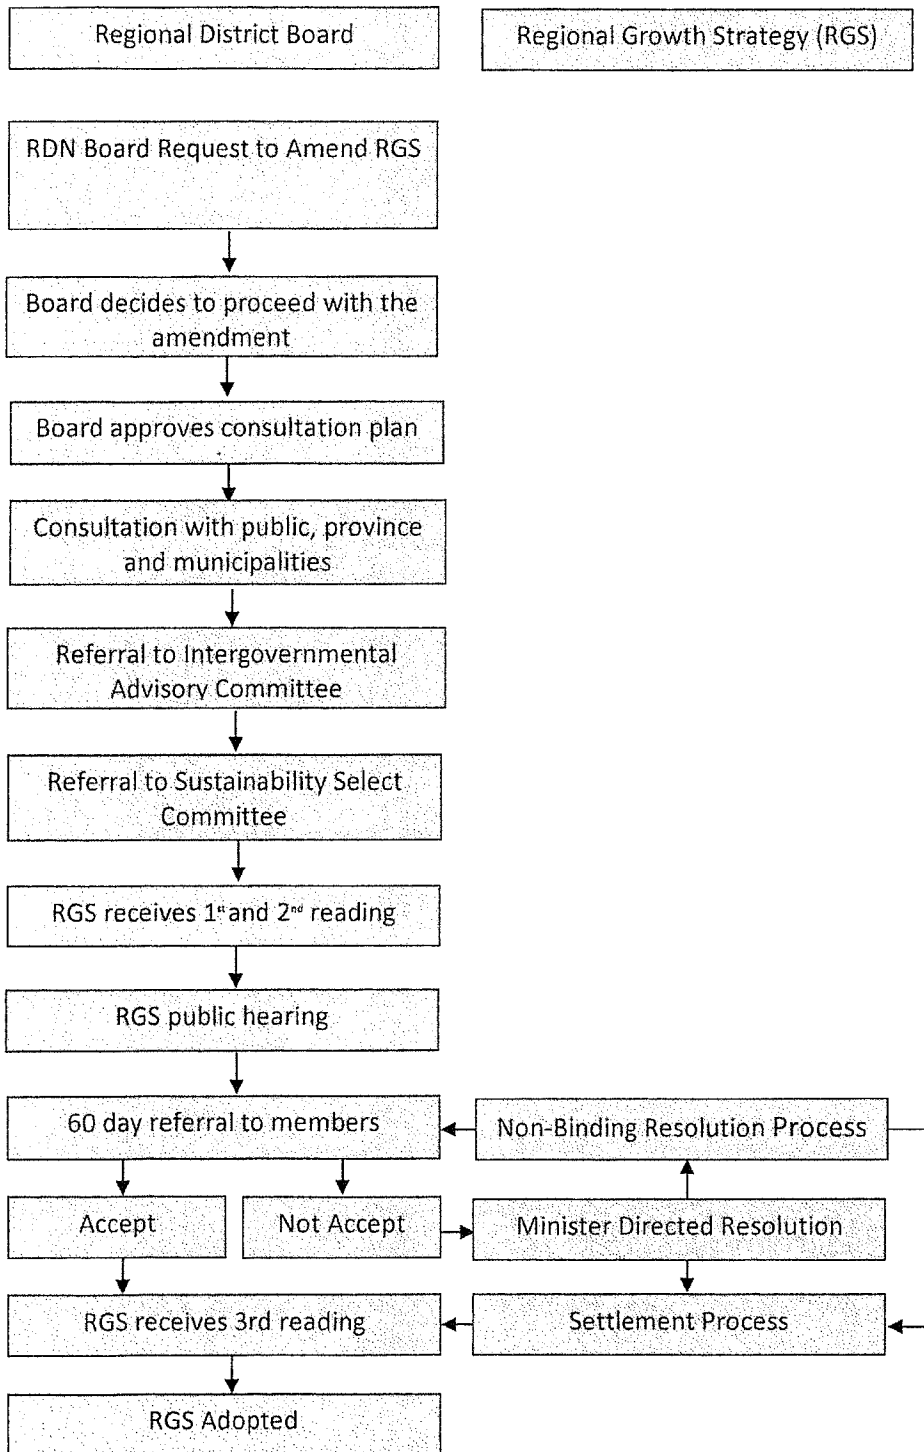 Regional District Board
Regional Growth Strategy (RGS)
RDN Board Request to Amend RGS
Board decides to proceed with the
amendment
Board approves consultation plan
Consultation with public, province
and municipalities
Referral to Intergovernmental
Advisory Committee
Referral to Sustainability Select
Committee
RGS receives 1st and 2nd reading
RGS public hearing
60 day referral to members
Non-Binding Resolution Process
Accept
Not Accept
Minister Directed Resolution
RGS receives 3rd reading
Settlement Process
RGS Adopted